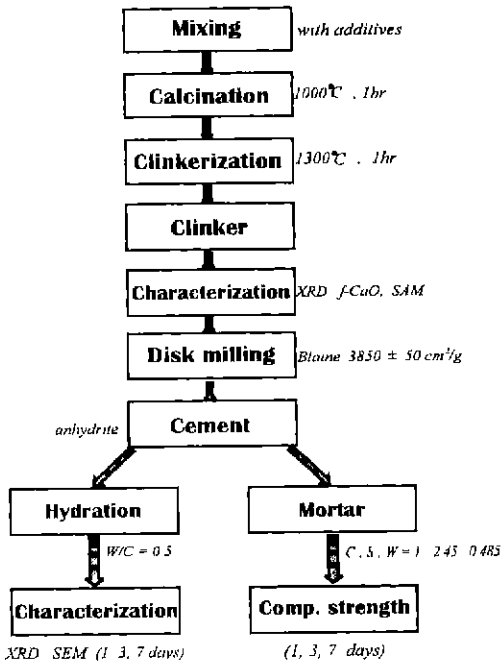 Mixing with additives
Calcination 1000℃ , 1hr
Clinkerization 1300℃ , 1hr
Clinker
Characterization XRD f-CaO, SAM
Disk milling Blaine 3850 ± 50 cm²/g
anhydrite Cement
Hydration Mortar
W/C = 0.5 C , S , W = 1 2.45 0.485
Characterization Comp. strength
XRD SEM (1 3, 7 days) (1, 3, 7 days)